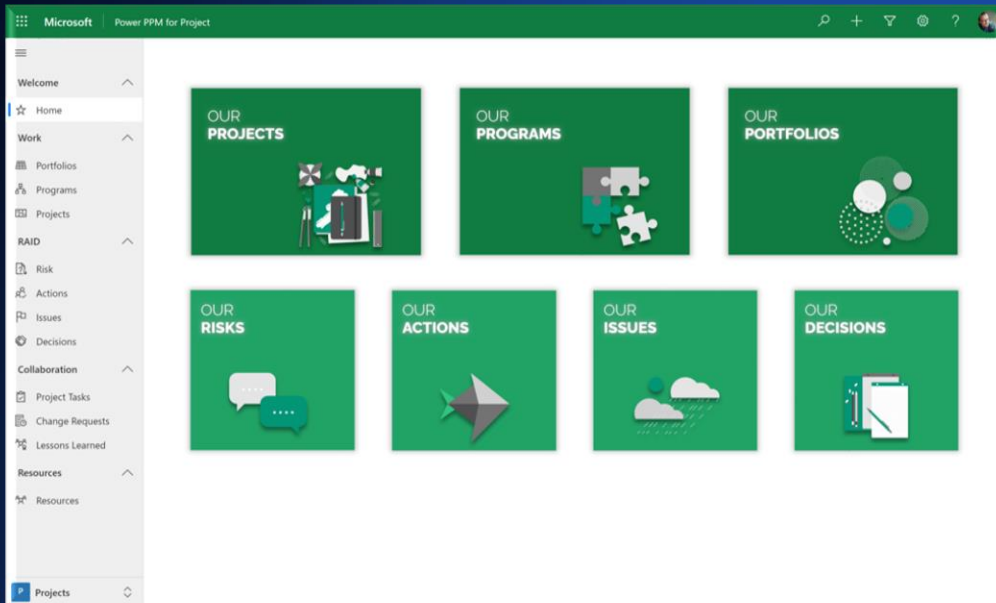 Microsoft Power PPM for Project ?
Welcome
Home
Work
Portfolios
Programs
Projects
RAID
Risk
Actions
Issues
Decisions
Collaboration
Project Tasks
Change Requests
Lessons Learned
Resources
Resources
P Projects
OUR
PROJECTS
OUR
PROGRAMS
OUR
PORTFOLIOS
OUR
RISKS
OUR
ACTIONS
OUR
ISSUES
OUR
DECISIONS